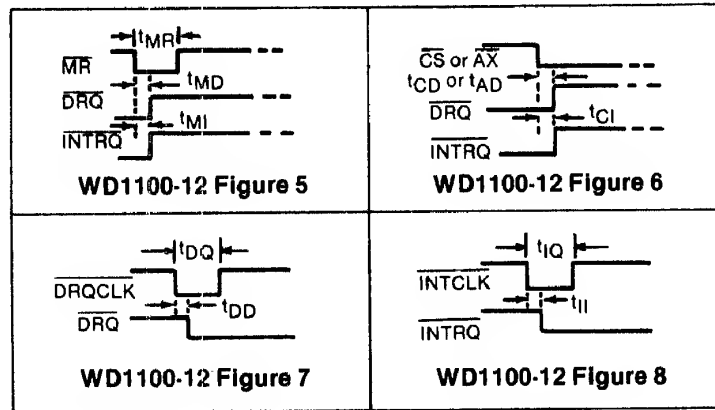 tMR
MR
tMD
DRQ
tMI
INTRQ
WD1100-12 Figure 5
CS or AX
tCD or tAD
DRQ
tCI
INTRQ
WD1100-12 Figure 6
tDQ
DRQCLK
tDD
DRQ
WD1100-12 Figure 7
tIQ
INTCLK
tII
INTRQ
WD1100-12 Figure 8